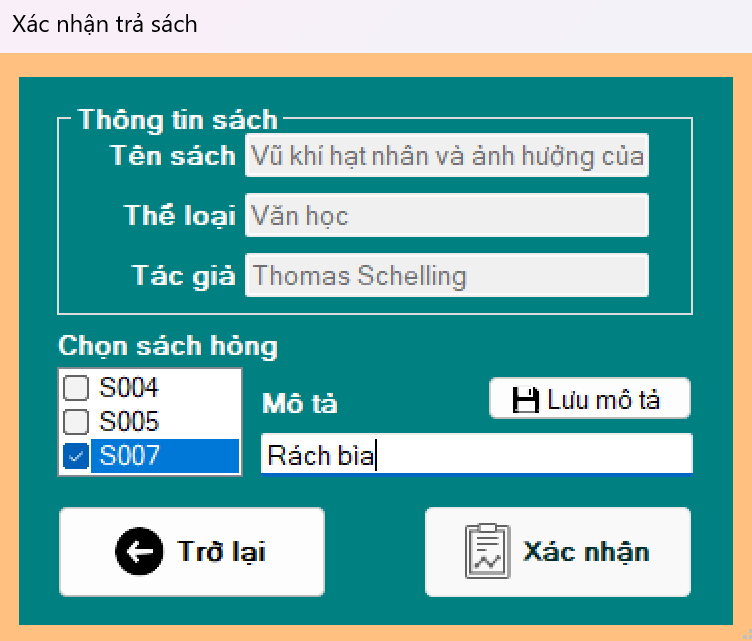 Xác nhận trả sách
Thông tin sách
Tên sách Vũ khí hạt nhân và ảnh hưởng của
Thể loại Văn học
Tác giả Thomas Schelling
Chọn sách hỏng
S004
S005
S007
Mô tả
Lưu mô tả
Rách bìa
Trở lại
Xác nhận